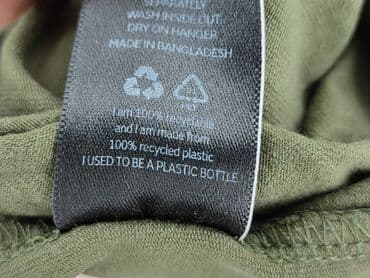 SEPARATELY
WASH INSIDE OUT
DRY ON HANGER
MADE IN BANGLADESH
I am 100% recyclable
and I am made from
100% recycled plastic
I USED TO BE A PLASTIC BOTTLE